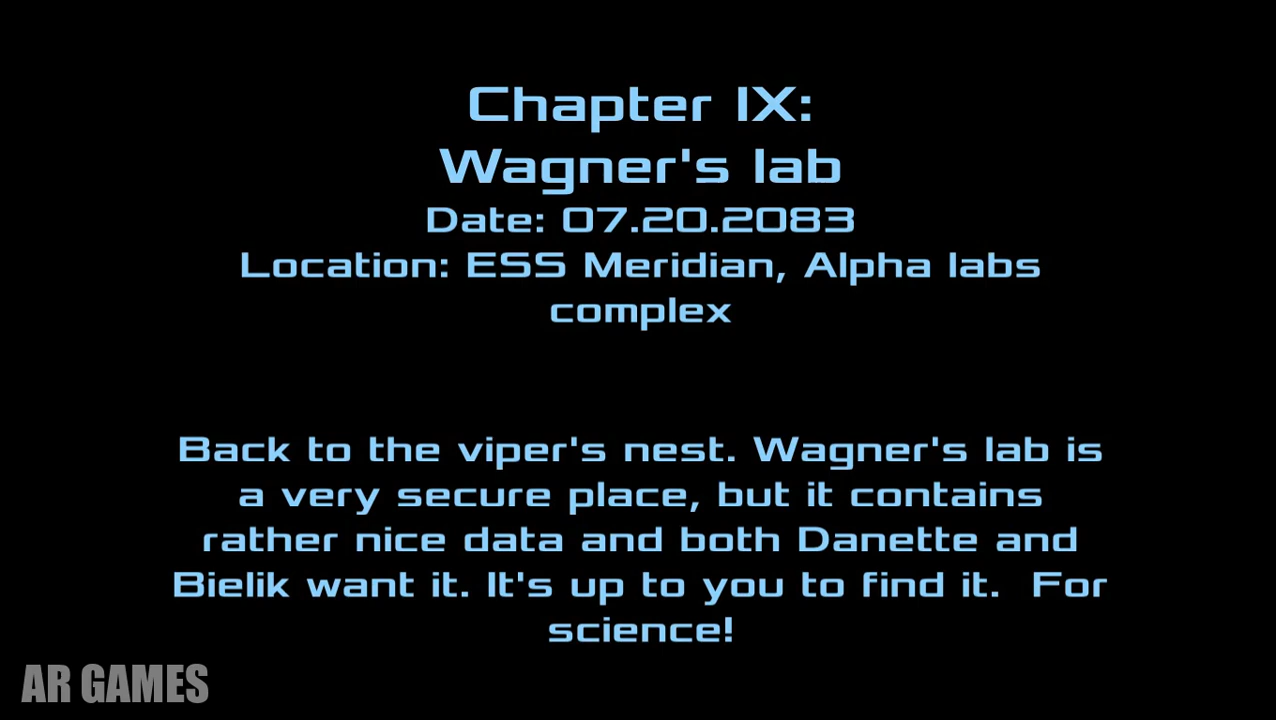 Chapter IX:
Wagner's lab
Date: 07.20.2083
Location: ESS Meridian, Alpha labs
complex
Back to the viper's nest. Wagner's lab is
a very secure place, but it contains
rather nice data and both Danette and
Bielik want it. It's up to you to find it.  For
science!
AR GAMES